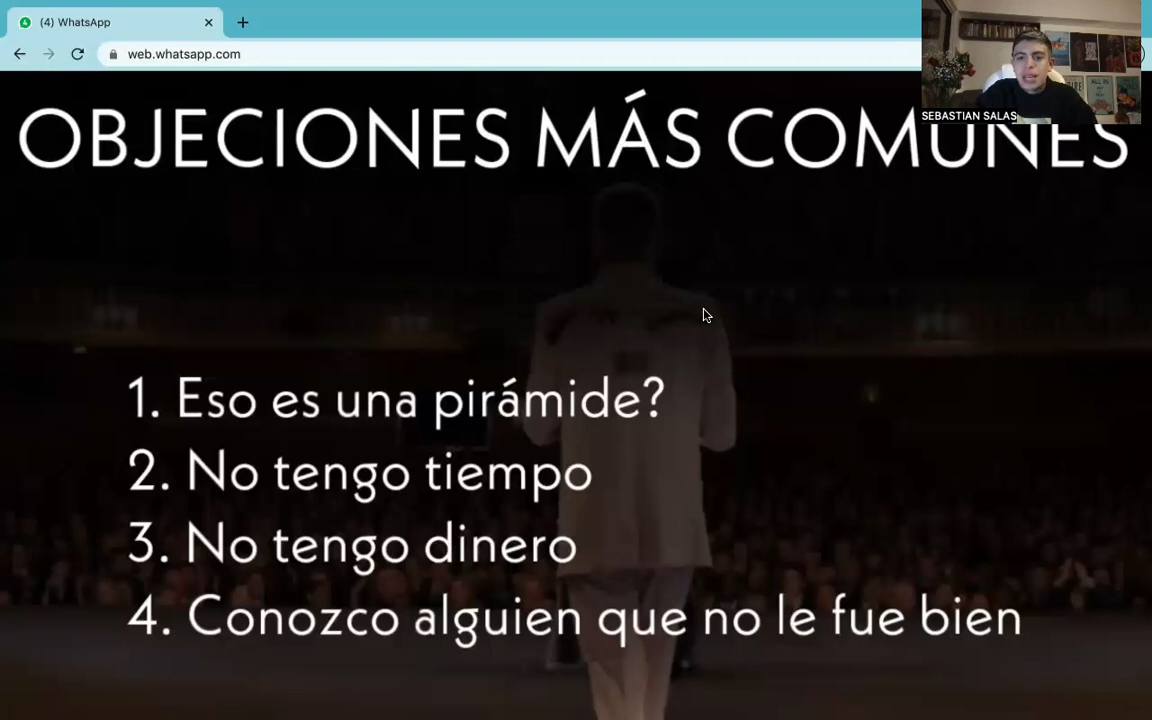 (4) WhatsApp
web.whatsapp.com
SEBASTIAN SALAS
OBJECIONES MÁS COMUNES
1. Eso es una pirámide?
2. No tengo tiempo
3. No tengo dinero
4. Conozco alguien que no le fue bien